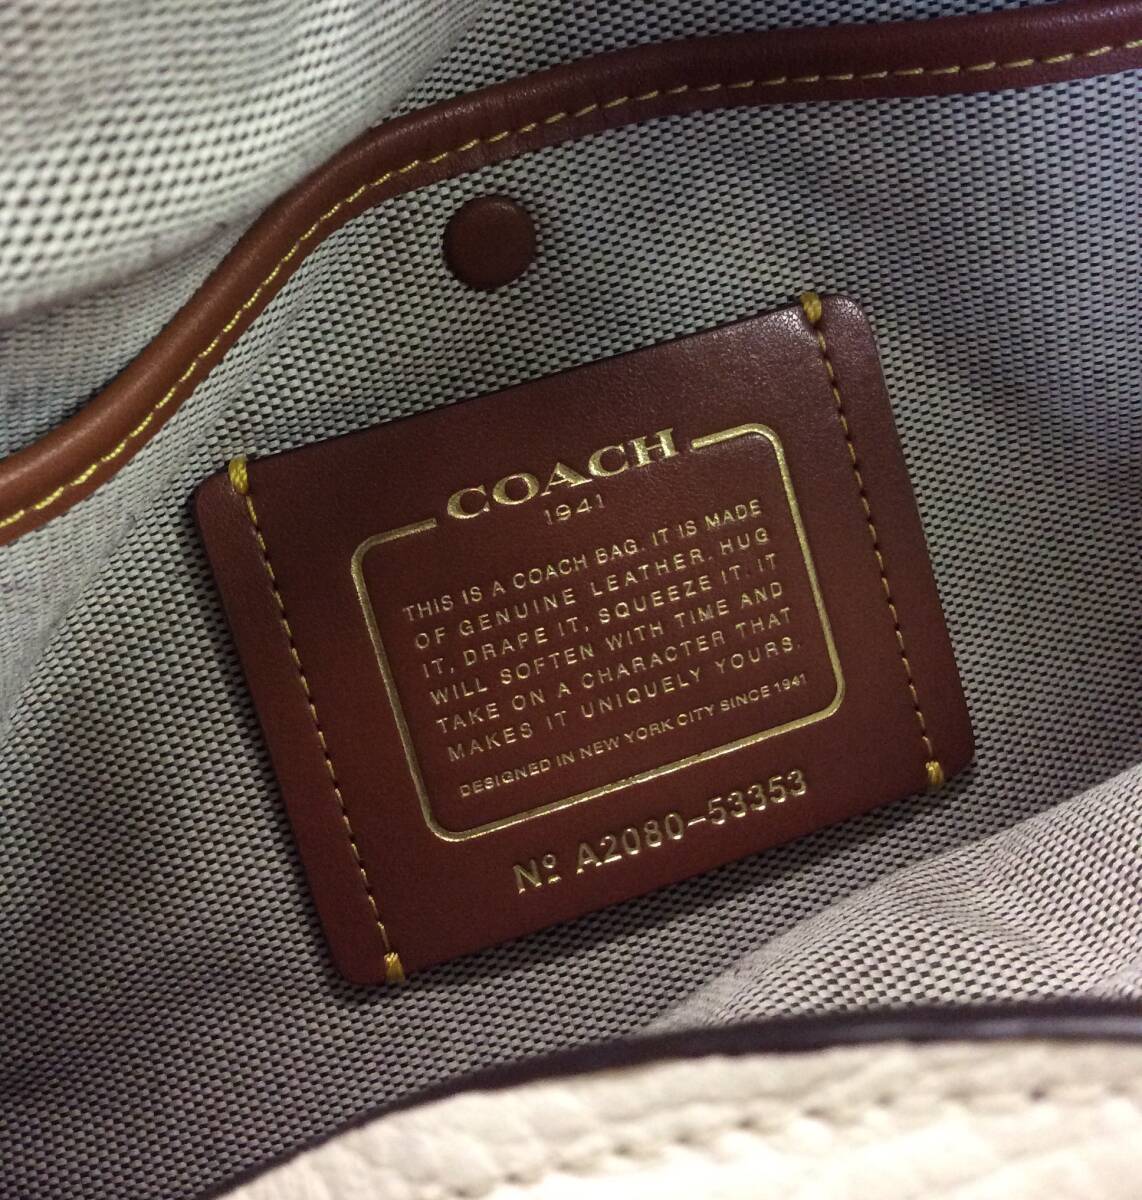 COACH
1941
THIS IS A COACH BAG. IT IS MADE
OF GENUINE LEATHER. HUG
IT, DRAPE IT, SQUEEZE IT. IT
WILL SOFTEN WITH TIME AND
TAKE ON A CHARACTER THAT
MAKES IT UNIQUELY YOURS.
DESIGNED IN NEW YORK CITY SINCE 1941
Nº A2080-53353